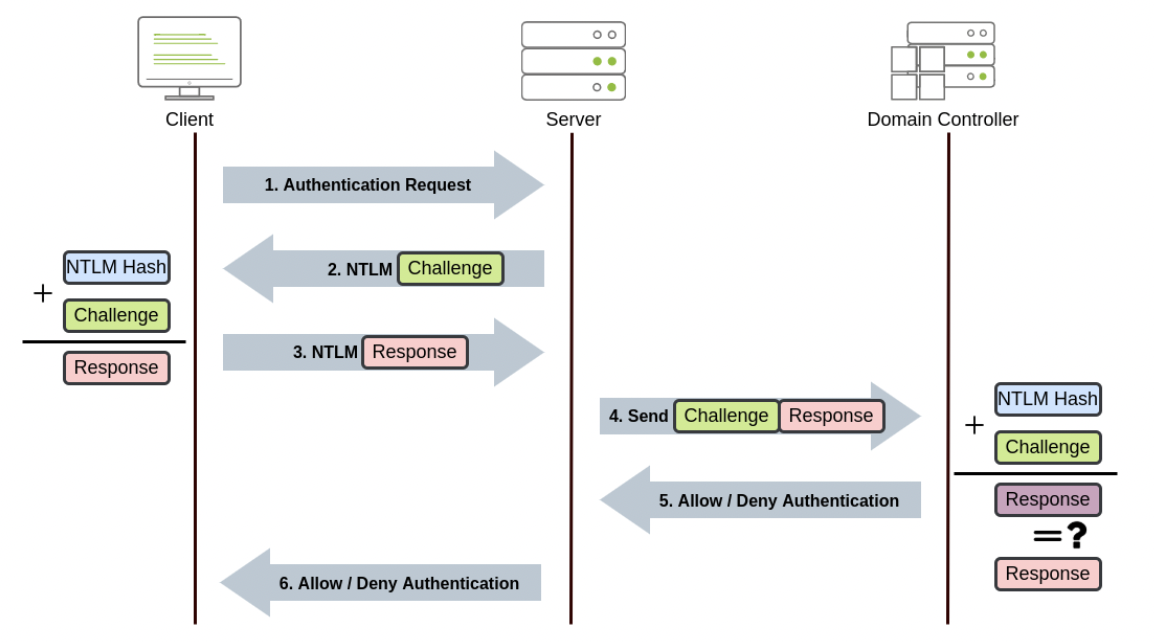 Client
Server
Domain Controller
1. Authentication Request
2. NTLM Challenge
3. NTLM Response
NTLM Hash
+
Challenge
Response
4. Send Challenge Response
5. Allow / Deny Authentication
6. Allow / Deny Authentication
NTLM Hash
+
Challenge
Response
=?
Response